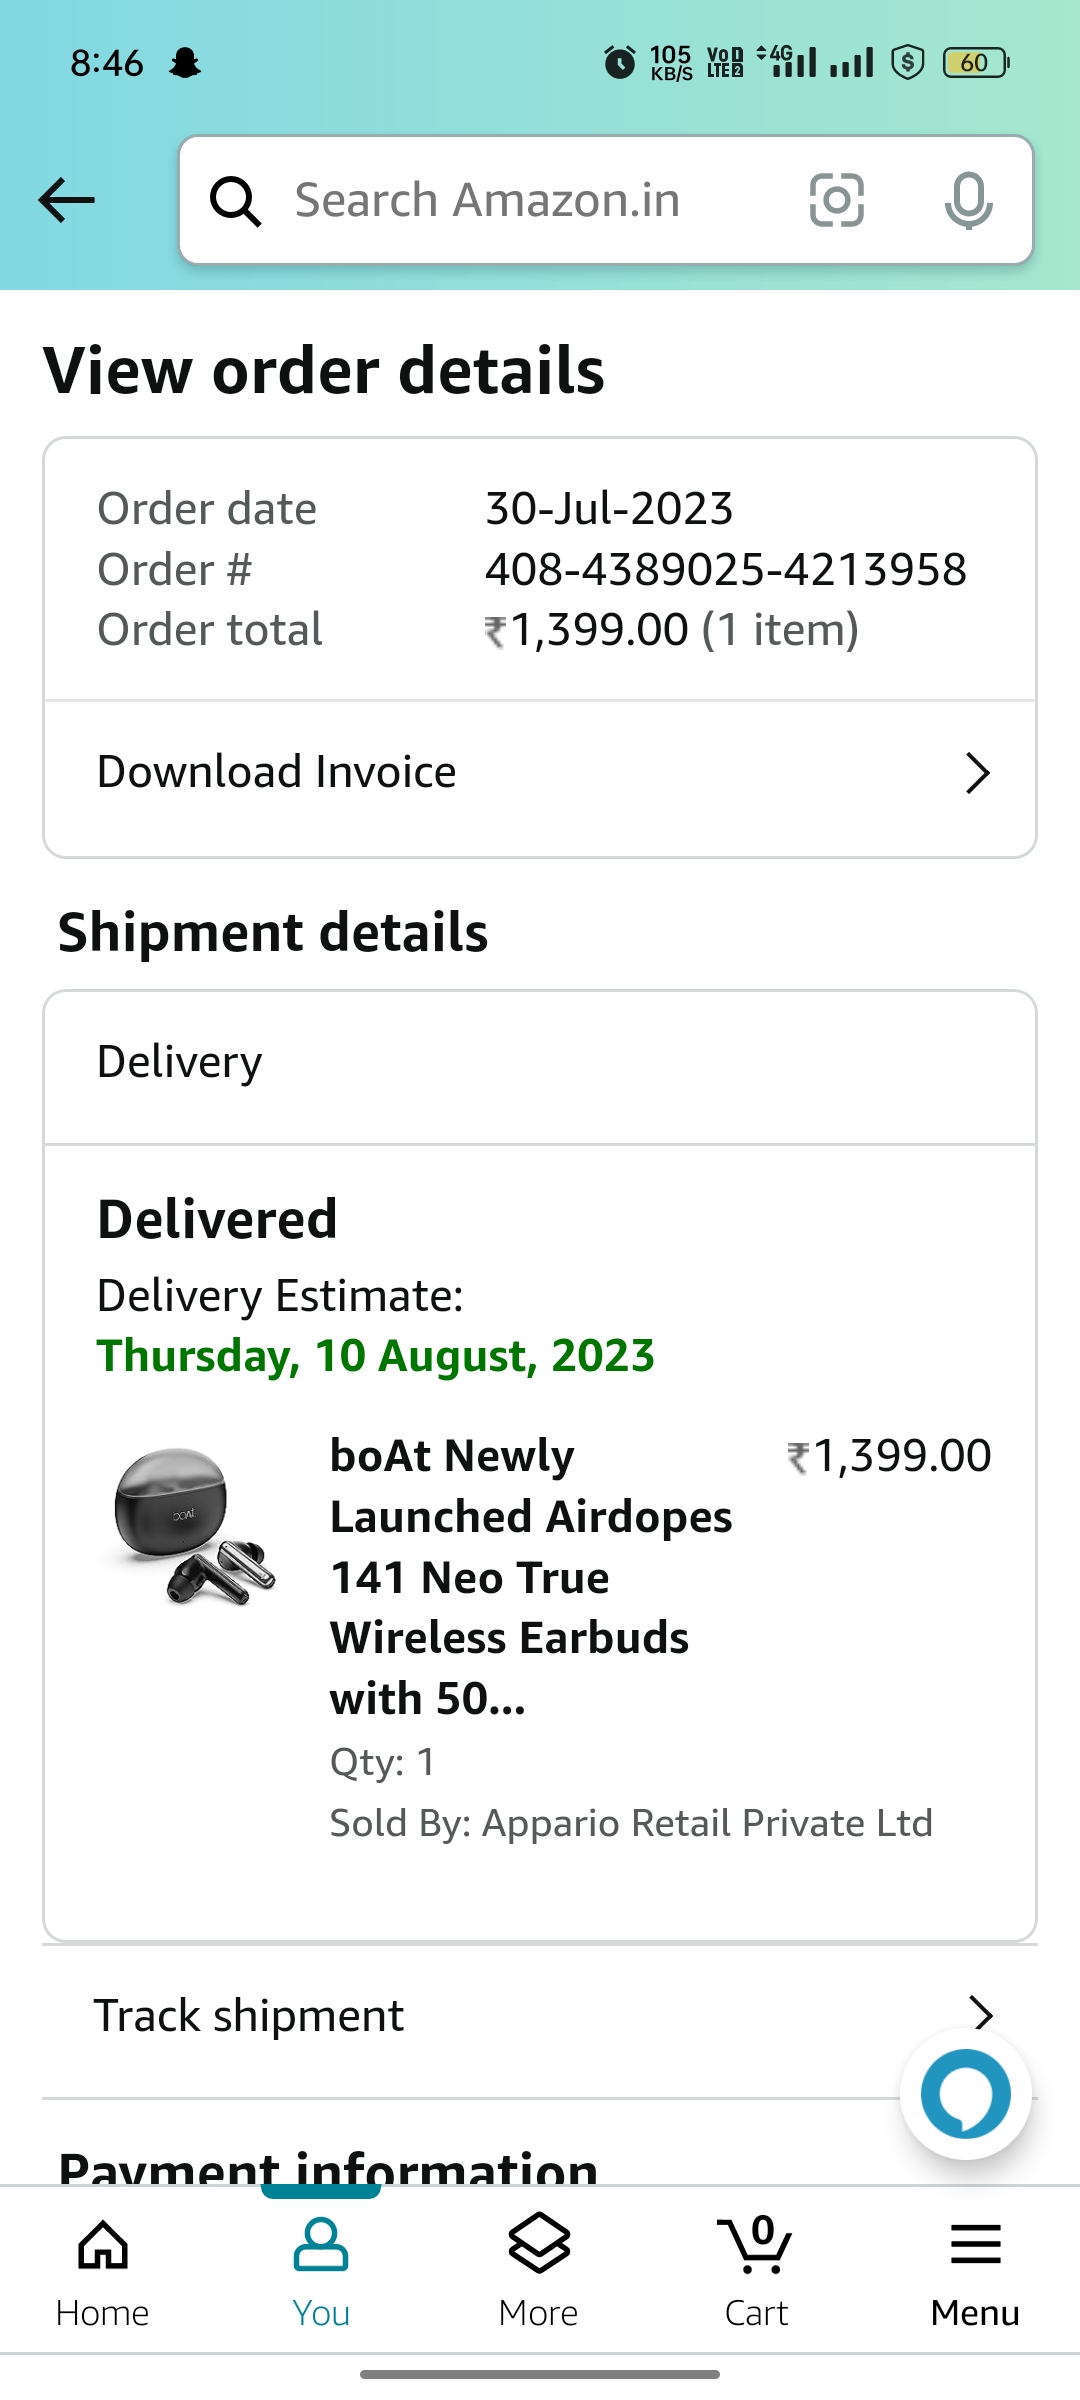 8:46
105 KB/S VoD LTE2 4G 60
Search Amazon.in
View order details
Order date 30-Jul-2023
Order # 408-4389025-4213958
Order total ₹1,399.00 (1 item)
Download Invoice
Shipment details
Delivery
Delivered
Delivery Estimate:
Thursday, 10 August, 2023
boAt
boAt Newly ₹1,399.00
Launched Airdopes
141 Neo True
Wireless Earbuds
with 50...
Qty: 1
Sold By: Appario Retail Private Ltd
Track shipment
Payment information
0
Home You More Cart Menu